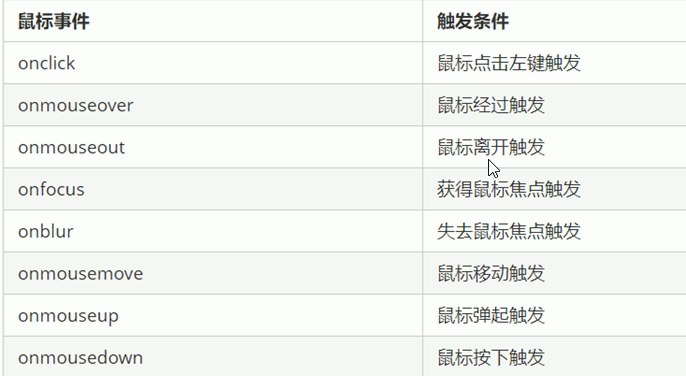 鼠标事件 触发条件
onclick 鼠标点击左键触发
onmouseover 鼠标经过触发
onmouseout 鼠标离开触发
onfocus 获得鼠标焦点触发
onblur 失去鼠标焦点触发
onmousemove 鼠标移动触发
onmouseup 鼠标弹起触发
onmousedown 鼠标按下触发